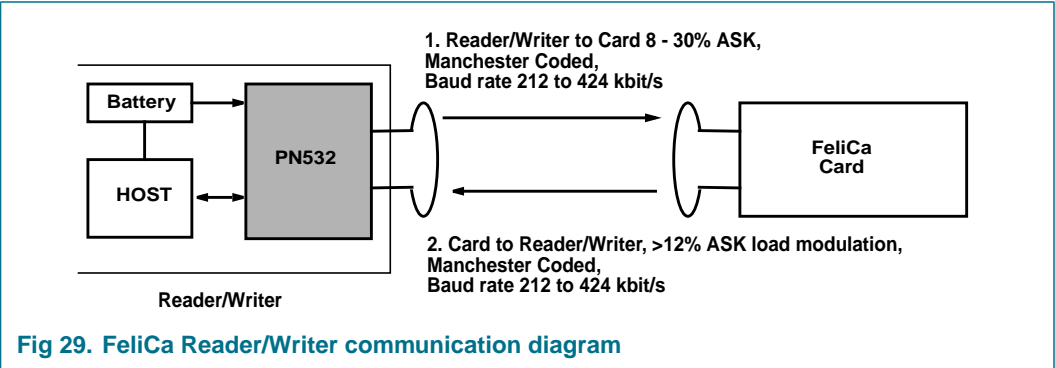 1. Reader/Writer to Card 8 - 30% ASK,
Manchester Coded,
Baud rate 212 to 424 kbit/s
Battery
PN532
HOST
FeliCa
Card
2. Card to Reader/Writer, >12% ASK load modulation,
Manchester Coded,
Baud rate 212 to 424 kbit/s
Reader/Writer
Fig 29. FeliCa Reader/Writer communication diagram